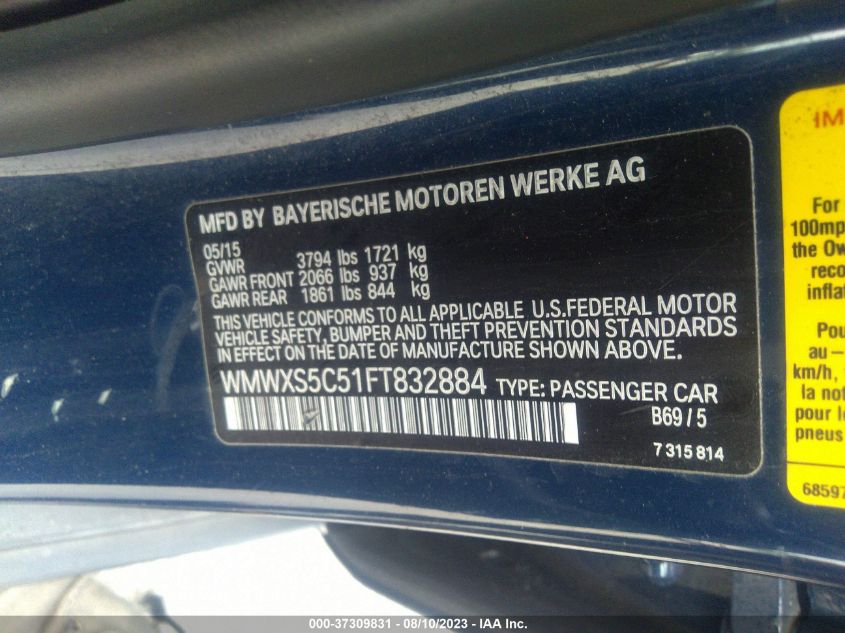 MFD BY BAYERISCHE MOTOREN WERKE AG
05/15
GVWR 3794 lbs 1721 kg
GAWR FRONT 2066 lbs 937 kg
GAWR REAR 1861 lbs 844 kg
THIS VEHICLE CONFORMS TO ALL APPLICABLE U.S.FEDERAL MOTOR
VEHICLE SAFETY, BUMPER AND THEFT PREVENTION STANDARDS
IN EFFECT ON THE DATE OF MANUFACTURE SHOWN ABOVE.
WMWXS5C51FT832884 TYPE: PASSENGER CAR
B69/5
7 315 814
For
100mp
the Ow
reco
inflat
Pou
au —
km/h,
la not
pour le
pneus
68597
000-37309831 - 08/10/2023 - IAA Inc.